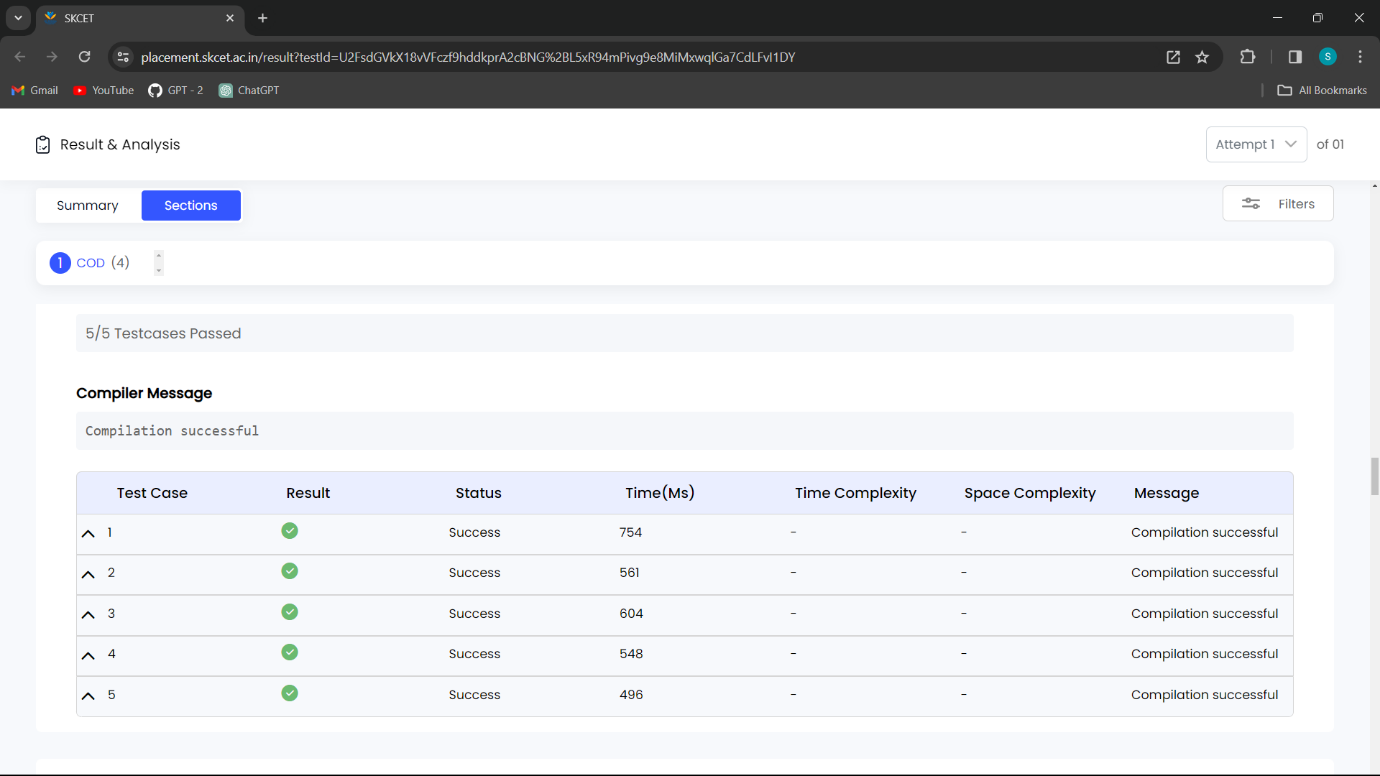 SKCET
placement.skcet.ac.in/result?testId=U2FsdGVkX18vVFczf9hddkprA2cBNG%2BL5xR94mPivg9e8MiMxwqlGa7CdLFvI1DY
S
Gmail YouTube GPT - 2 ChatGPT All Bookmarks
Result & Analysis Attempt 1 of 01
Summary Sections Filters
1 COD (4)
5/5 Testcases Passed
Compiler Message
Compilation successful
Test Case Result Status Time(Ms) Time Complexity Space Complexity Message
1 Success 754 - - Compilation successful
2 Success 561 - - Compilation successful
3 Success 604 - - Compilation successful
4 Success 548 - - Compilation successful
5 Success 496 - - Compilation successful